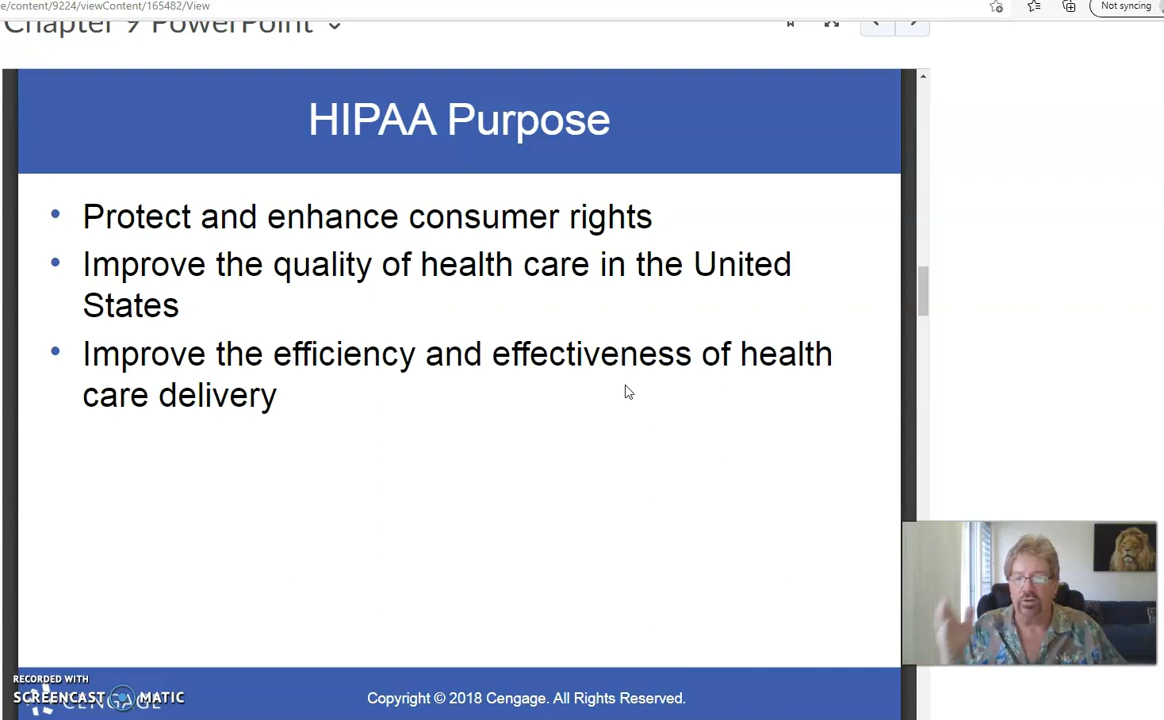 e/content/9224/viewContent/165482/View
Not syncing
Chapter 9 PowerPoint
HIPAA Purpose
• Protect and enhance consumer rights
• Improve the quality of health care in the United
States
• Improve the efficiency and effectiveness of health
care delivery
RECORDED WITH
SCREENCAST MATIC
CENGAGE
Copyright © 2018 Cengage. All Rights Reserved.